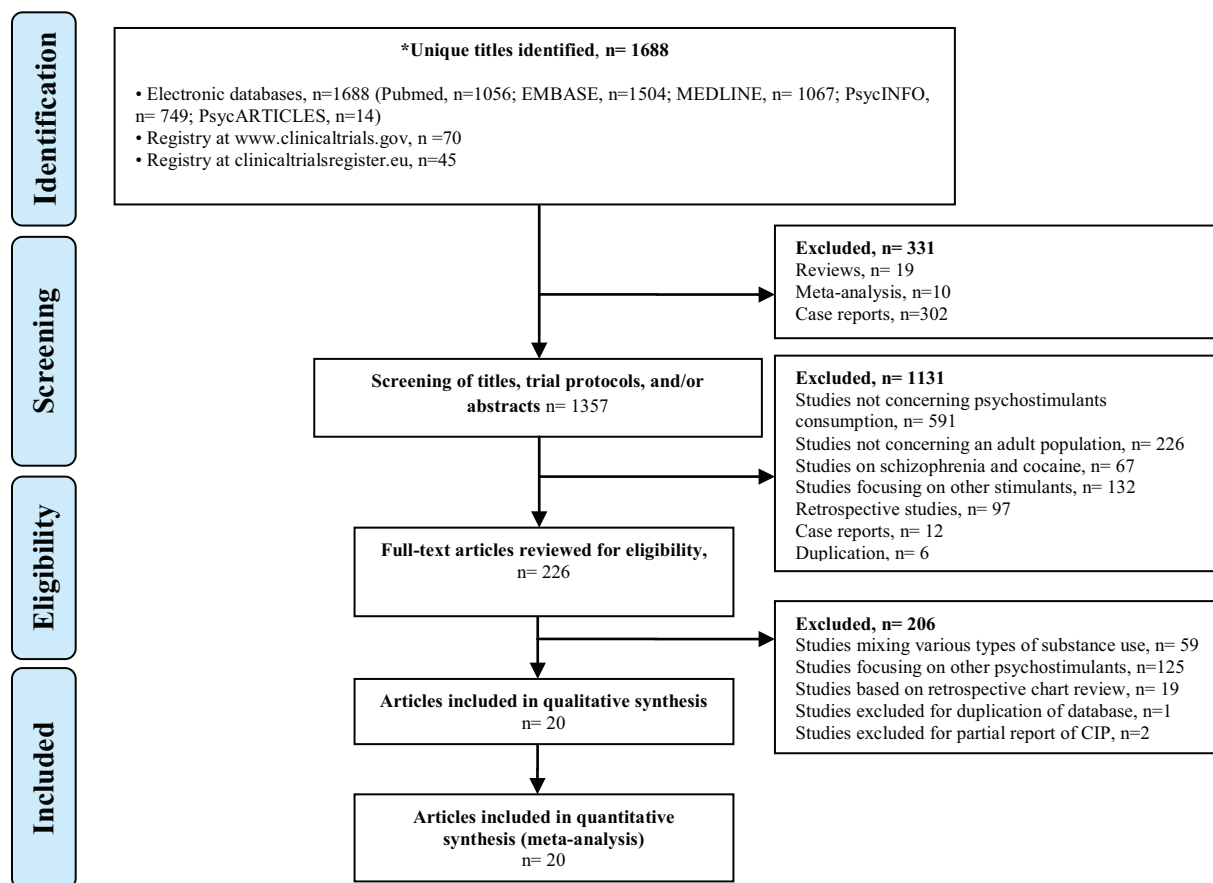 Identification
*Unique titles identified, n= 1688
• Electronic databases, n=1688 (Pubmed, n=1056; EMBASE, n=1504; MEDLINE, n= 1067; PsycINFO,
n= 749; PsycARTICLES, n=14)
• Registry at www.clinicaltrials.gov, n =70
• Registry at clinicaltrialsregister.eu, n=45
Screening
Excluded, n= 331
Reviews, n= 19
Meta-analysis, n=10
Case reports, n=302
Screening of titles, trial protocols, and/or
abstracts n= 1357
Excluded, n= 1131
Studies not concerning psychostimulants
consumption, n= 591
Studies not concerning an adult population, n= 226
Studies on schizophrenia and cocaine, n= 67
Studies focusing on other stimulants, n= 132
Retrospective studies, n= 97
Case reports, n= 12
Duplication, n= 6
Eligibility
Full-text articles reviewed for eligibility,
n= 226
Excluded, n= 206
Studies mixing various types of substance use, n= 59
Studies focusing on other psychostimulants, n=125
Studies based on retrospective chart review, n= 19
Studies excluded for duplication of database, n=1
Studies excluded for partial report of CIP, n=2
Included
Articles included in qualitative synthesis
n= 20
Articles included in quantitative
synthesis (meta-analysis)
n= 20